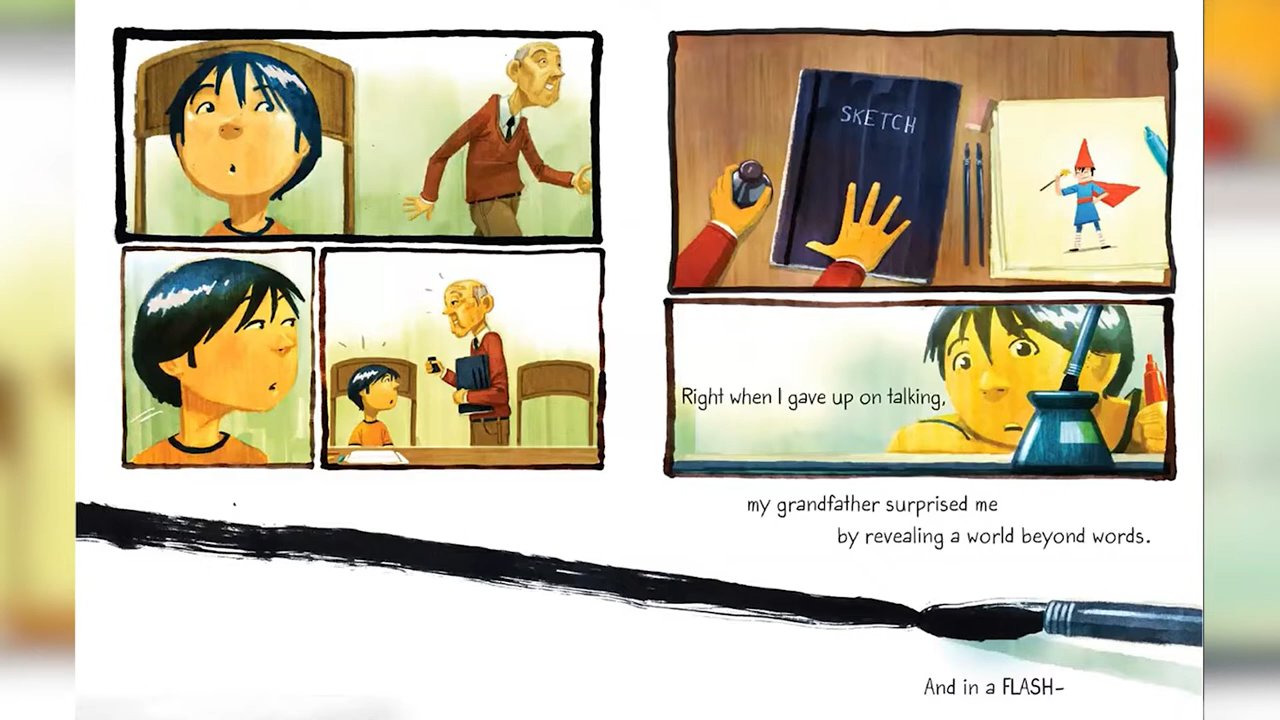 SKETCH
Right when I gave up on talking,
my grandfather surprised me
by revealing a world beyond words.
And in a FLASH–